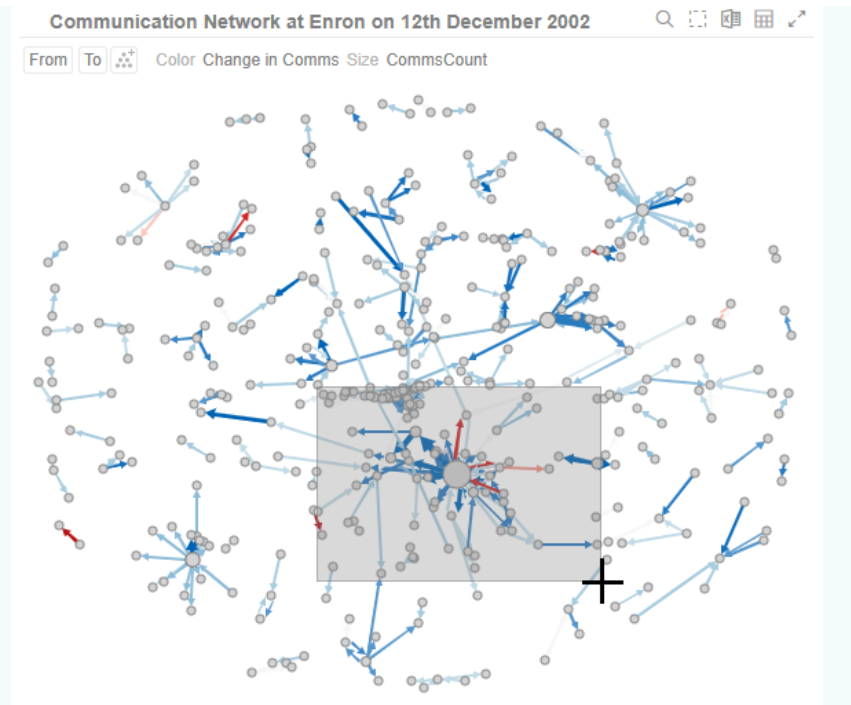 Communication Network at Enron on 12th December 2002
From To Color Change in Comms Size CommsCount